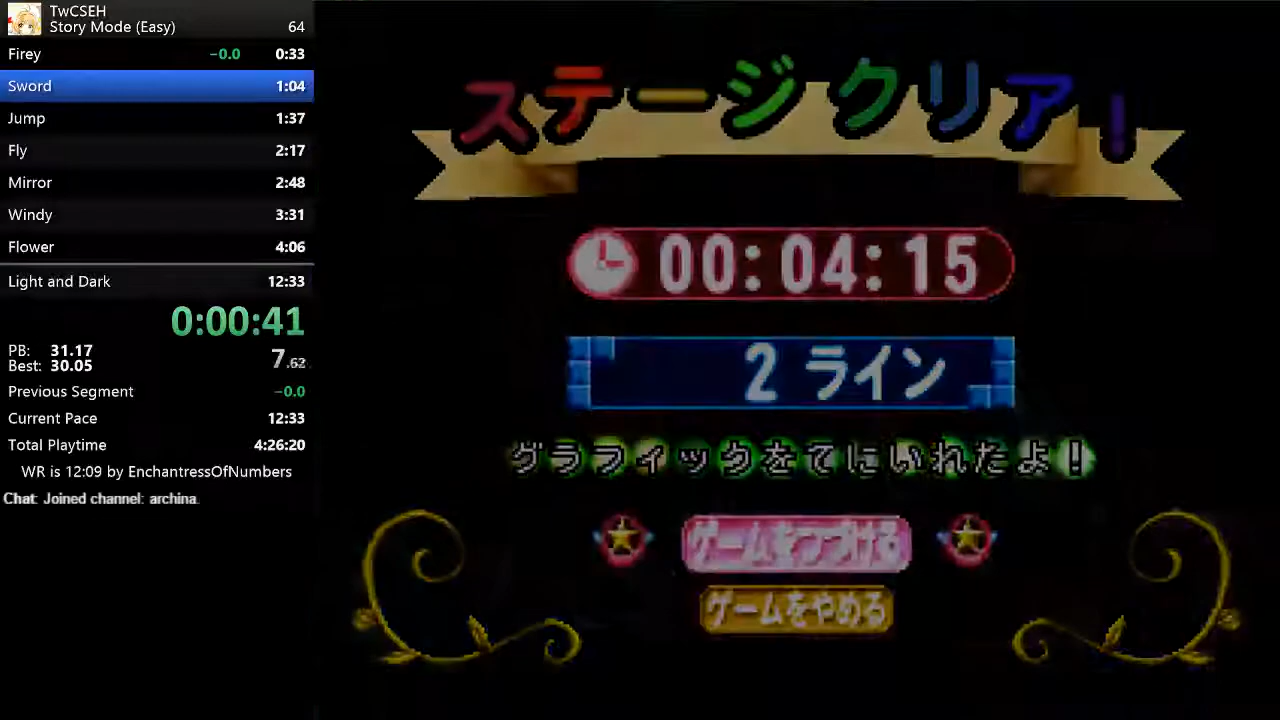 TwCSEH
Story Mode (Easy) 64
Firey -0.0 0:33
Sword 1:04
Jump 1:37
Fly 2:17
Mirror 2:48
Windy 3:31
Flower 4:06
Light and Dark 12:33
0:00:41
PB: 31.17
Best: 30.05
7.62
Previous Segment -0.0
Current Pace 12:33
Total Playtime 4:26:20
WR is 12:09 by EnchantressOfNumbers
Chat: Joined channel: archina.
ステージ クリア!
00:04:15
2 ライン
グラフィックをてにいれたよ!
ゲームをつづける
ゲームをやめる